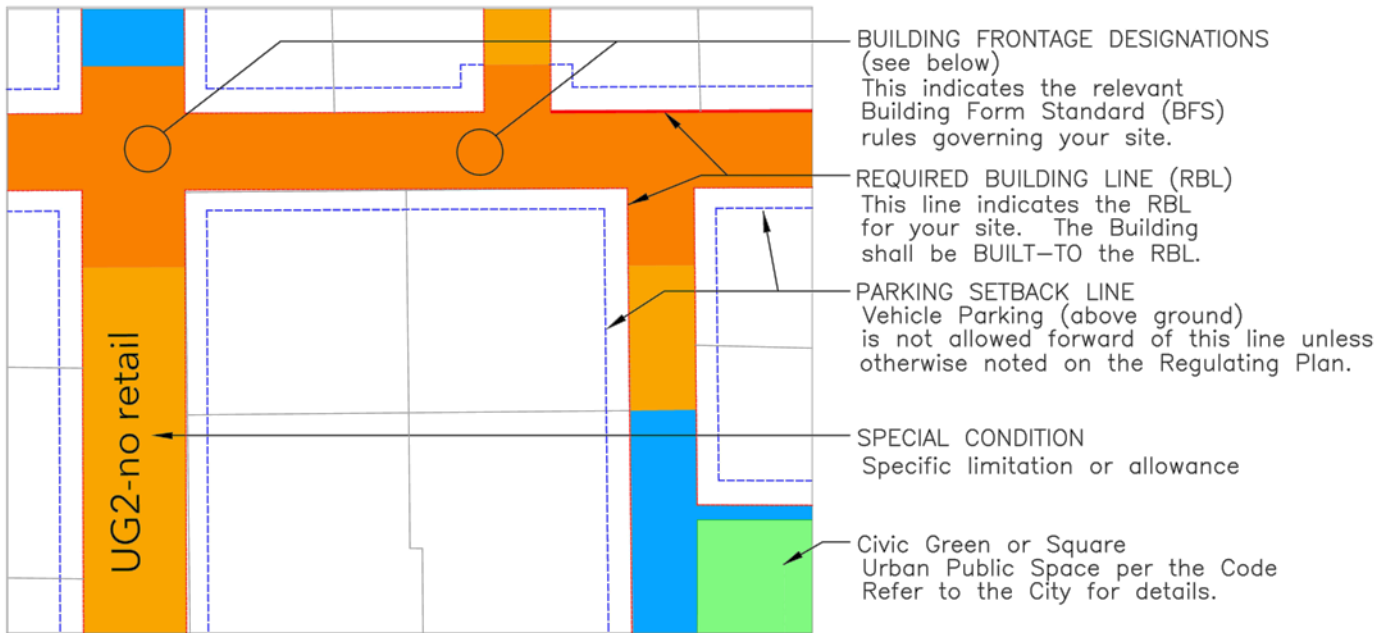 BUILDING FRONTAGE DESIGNATIONS
(see below)
This indicates the relevant
Building Form Standard (BFS)
rules governing your site.
REQUIRED BUILDING LINE (RBL)
This line indicates the RBL
for your site. The Building
shall be BUILT-TO the RBL.
PARKING SETBACK LINE
Vehicle Parking (above ground)
is not allowed forward of this line unless
otherwise noted on the Regulating Plan.
UG2-no retail
SPECIAL CONDITION
Specific limitation or allowance
Civic Green or Square
Urban Public Space per the Code
Refer to the City for details.